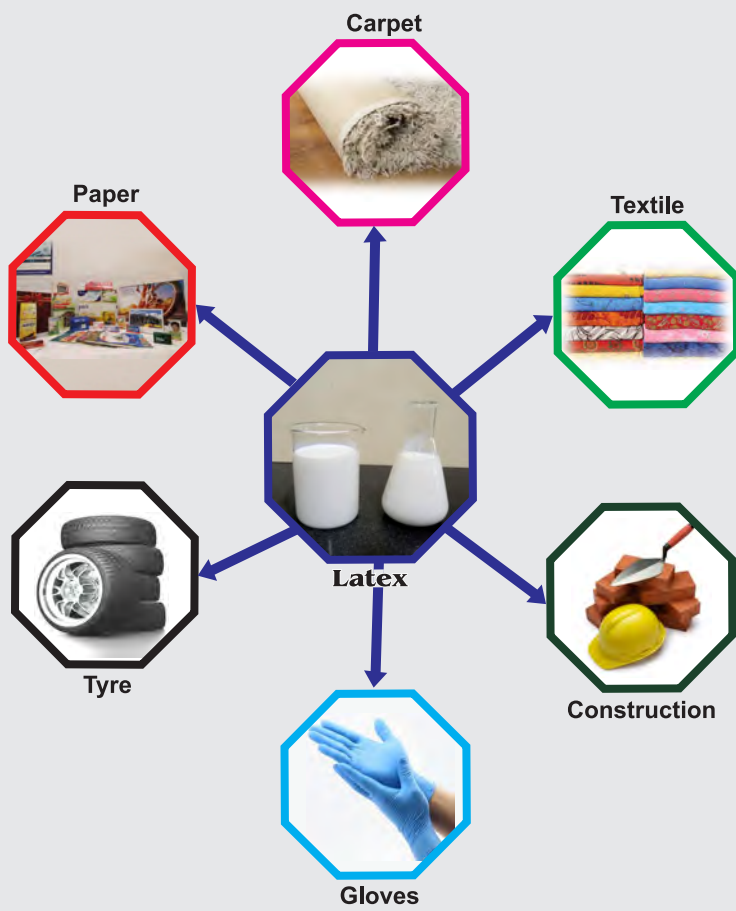 Carpet
Paper
Textile
Latex
Tyre
Construction
Gloves